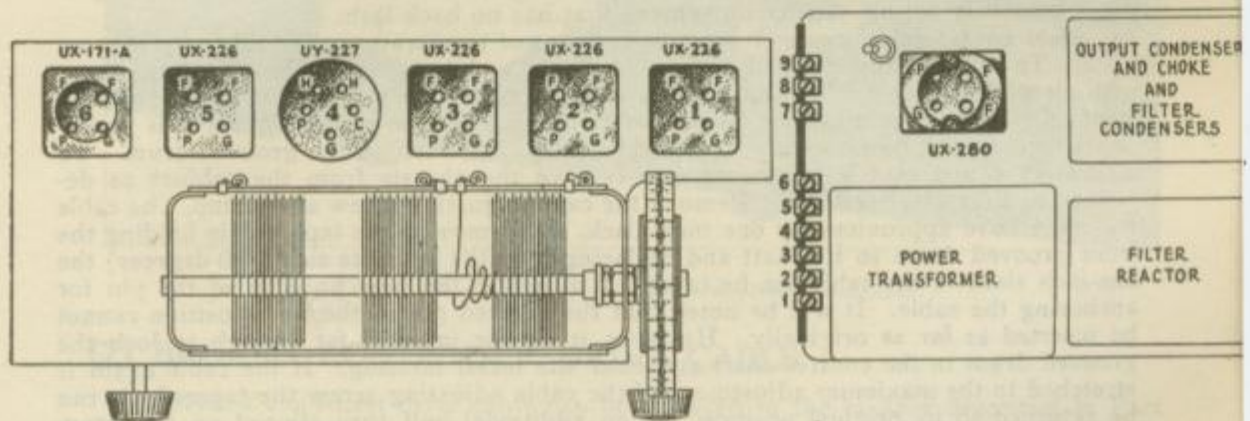 UX-171-A UX-226 UY-227 UX-226 UX-226 UX-226
F F F F H H F F F F F F
6 5 4 3 2 1
P G P G P C P G P G P G
G
9
8
7
6
5
4
3
2
1
F F
G
UX-280
OUTPUT CONDENSER
AND CHOKE
AND
FILTER
CONDENSERS
POWER
TRANSFORMER
FILTER
REACTOR